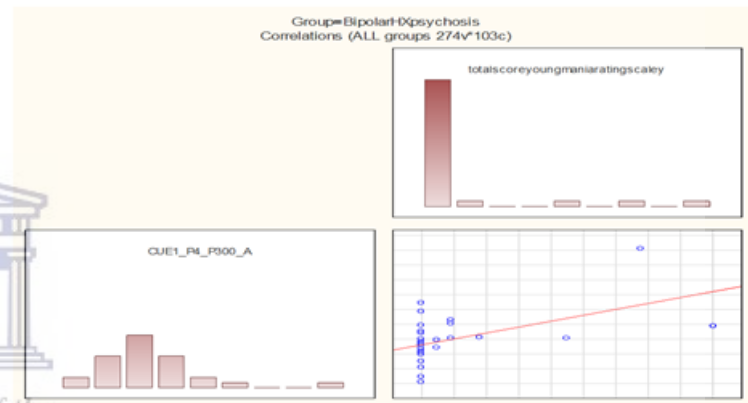 Group=BipolarHXpsychosis
Correlations (ALL groups 274v*103c)
totalscoreyoungmaniaratingscaley
CUE1_P4_P300_A